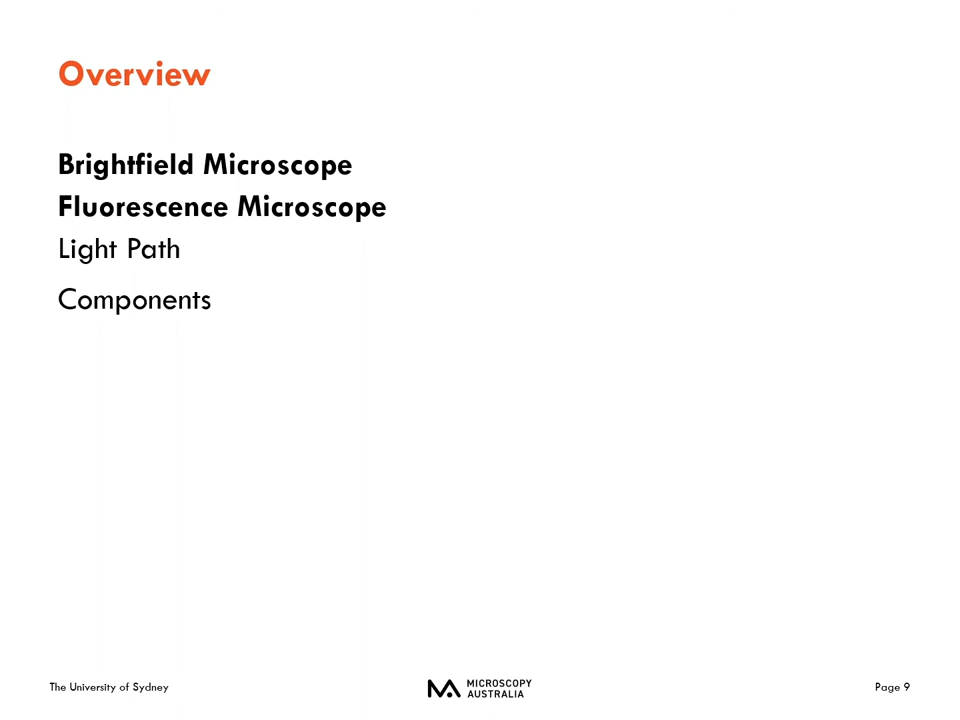 Overview
Brightfield Microscope
Fluorescence Microscope
Light Path
Components
The University of Sydney
MICROSCOPY
AUSTRALIA
Page 9